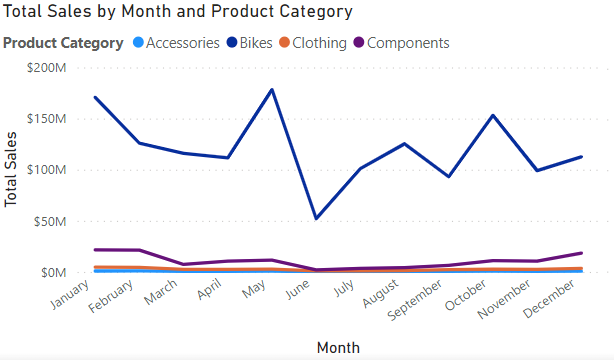 Total Sales by Month and Product Category
Product Category Accessories Bikes Clothing Components
$200M
$150M
$100M
$50M
$0M
Total Sales
January February March April May June July August September October November December
Month